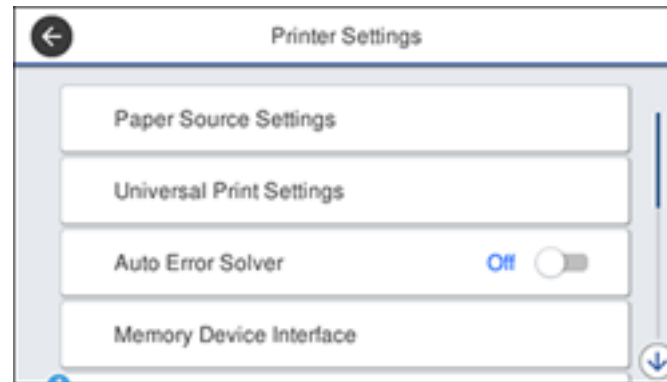 Printer Settings
Paper Source Settings
Universal Print Settings
Auto Error Solver Off
Memory Device Interface